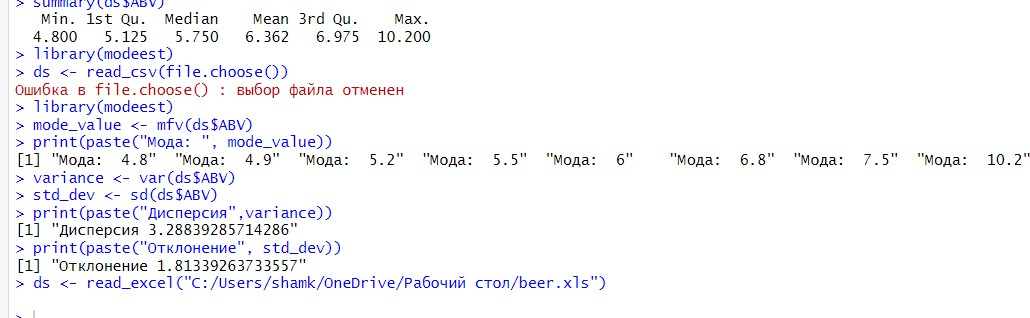 > summary(ds$ABV)
   Min. 1st Qu.  Median    Mean 3rd Qu.    Max.
  4.800   5.125   5.750   6.362   6.975  10.200
> library(modeest)
> ds <- read_csv(file.choose())
Ошибка в file.choose() : выбор файла отменен
> library(modeest)
> mode_value <- mfv(ds$ABV)
> print(paste("Мода: ", mode_value))
[1] "Мода:  4.8"  "Мода:  4.9"  "Мода:  5.2"  "Мода:  5.5"  "Мода:  6"    "Мода:  6.8"  "Мода:  7.5"  "Мода:  10.2"
> variance <- var(ds$ABV)
> std_dev <- sd(ds$ABV)
> print(paste("Дисперсия",variance))
[1] "Дисперсия 3.28839285714286"
> print(paste("Отклонение", std_dev))
[1] "Отклонение 1.81339263733557"
> ds <- read_excel("C:/Users/shamk/OneDrive/Рабочий стол/beer.xls")
>